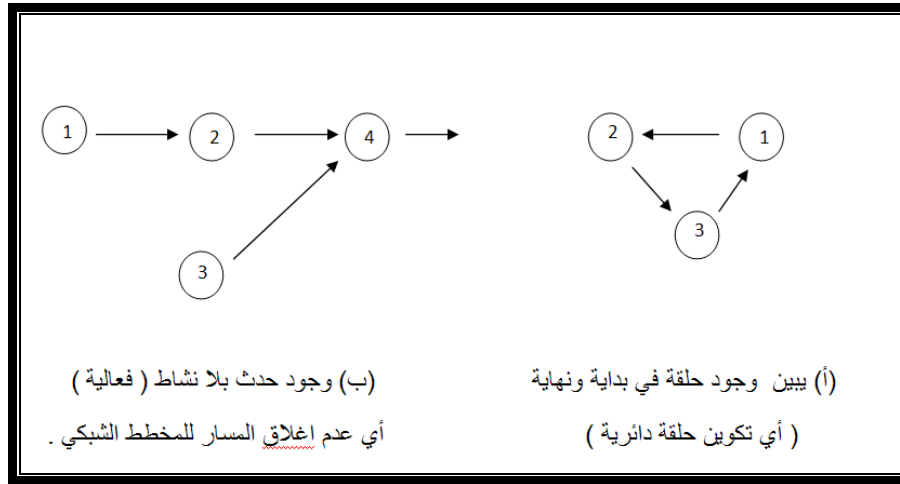 1
2
4
3
2
1
3
(أ) يبين وجود حلقة في بداية ونهاية
( أي تكوين حلقة دائرية )
(ب) وجود حدث بلا نشاط ( فعالية )
أي عدم اغلاق المسار للمخطط الشبكي .